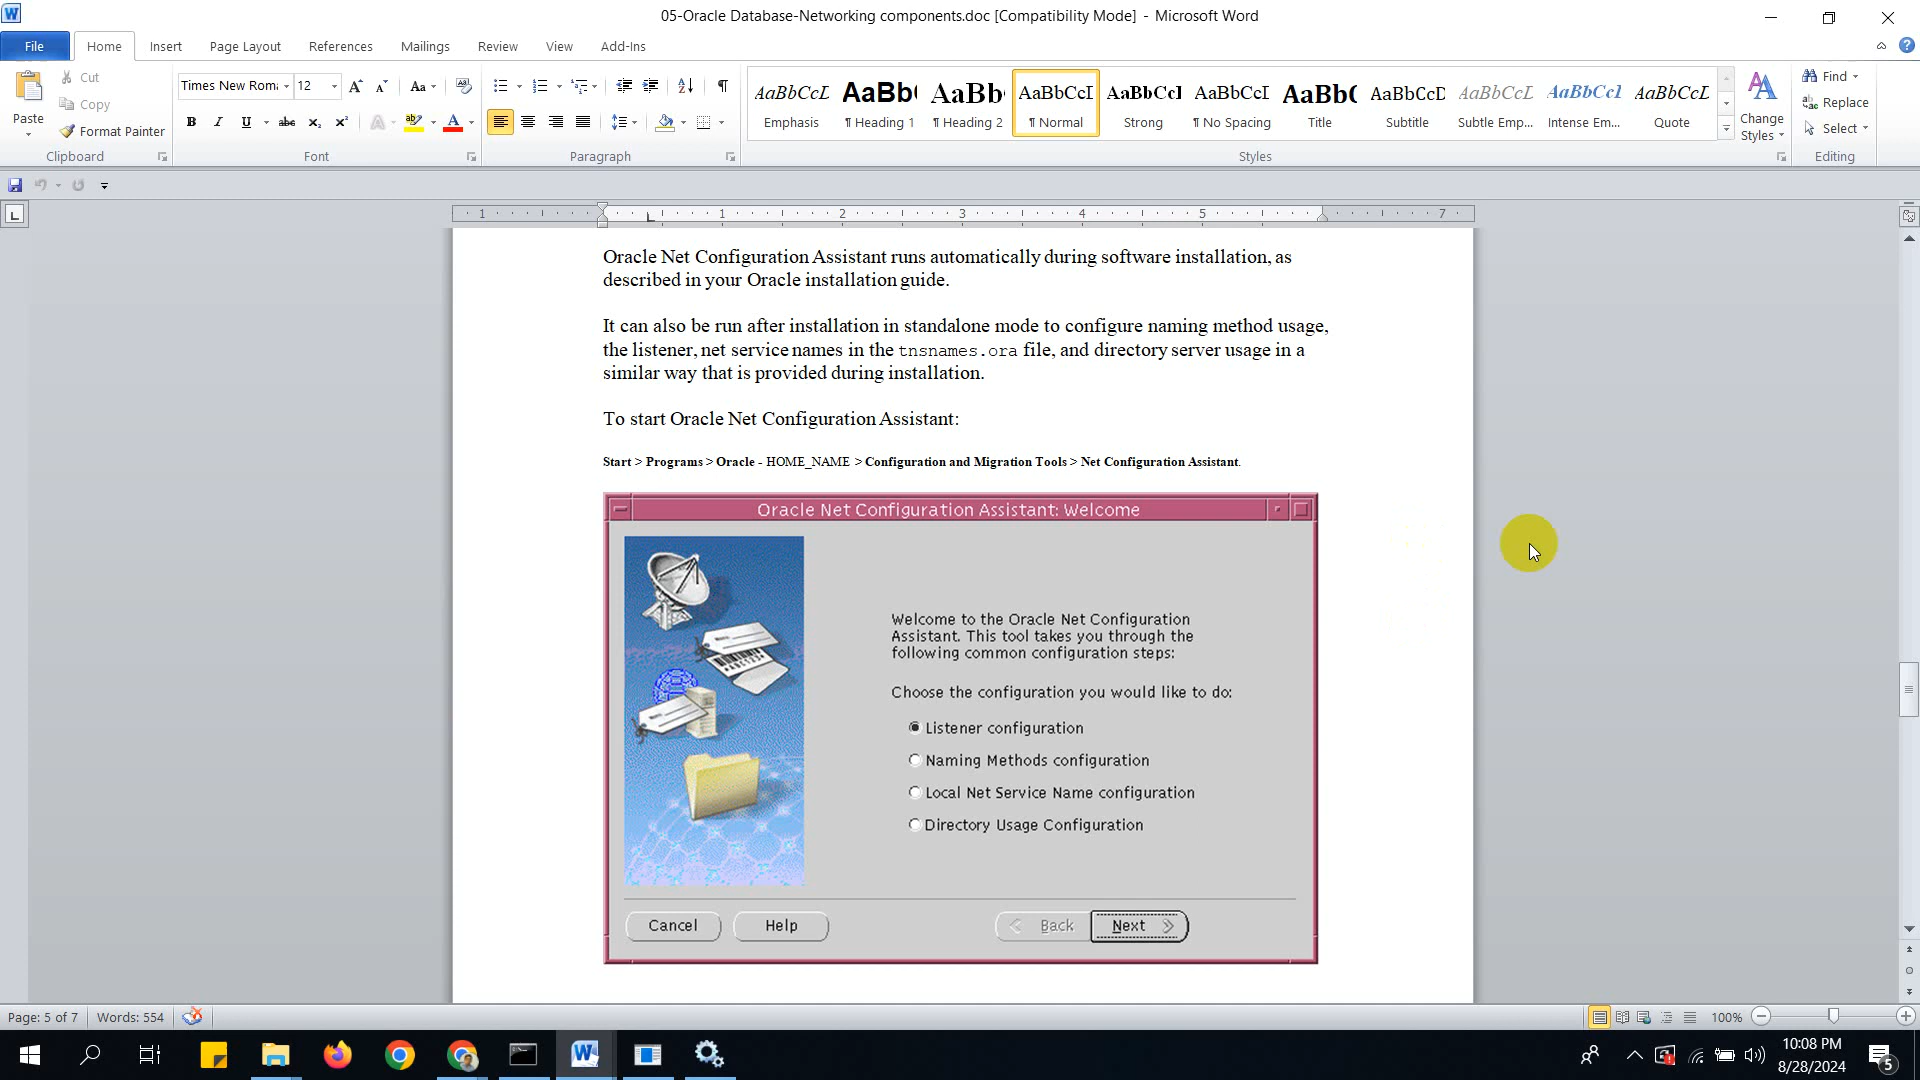 05-Oracle Database-Networking components.doc [Compatibility Mode] - Microsoft Word
File Home Insert Page Layout References Mailings Review View Add-Ins
Paste
Cut
Copy
Format Painter
Clipboard
Times New Roma 12
Font
Paragraph
AaBbCcL AaBb( AaBb( AaBbCcI AaBbCcI AaBbCcI AaBb( AaBbCcD AaBbCcL AaBbCcI AaBbCcL
Emphasis ¶ Heading 1 ¶ Heading 2 ¶ Normal Strong ¶ No Spacing Title Subtitle Subtle Emp... Intense Em... Quote
Styles
Change
Styles
Find
Replace
Select
Editing
1 1 2 3 4 5 7
Oracle Net Configuration Assistant runs automatically during software installation, as
described in your Oracle installation guide.
It can also be run after installation in standalone mode to configure naming method usage,
the listener, net service names in the tnsnames.ora file, and directory server usage in a
similar way that is provided during installation.
To start Oracle Net Configuration Assistant:
Start > Programs > Oracle - HOME_NAME > Configuration and Migration Tools > Net Configuration Assistant.
Oracle Net Configuration Assistant: Welcome
Welcome to the Oracle Net Configuration
Assistant. This tool takes you through the
following common configuration steps:
Choose the configuration you would like to do:
Listener configuration
Naming Methods configuration
Local Net Service Name configuration
Directory Usage Configuration
Cancel Help Back Next
Page: 5 of 7 Words: 554 100%
10:08 PM
8/28/2024
5